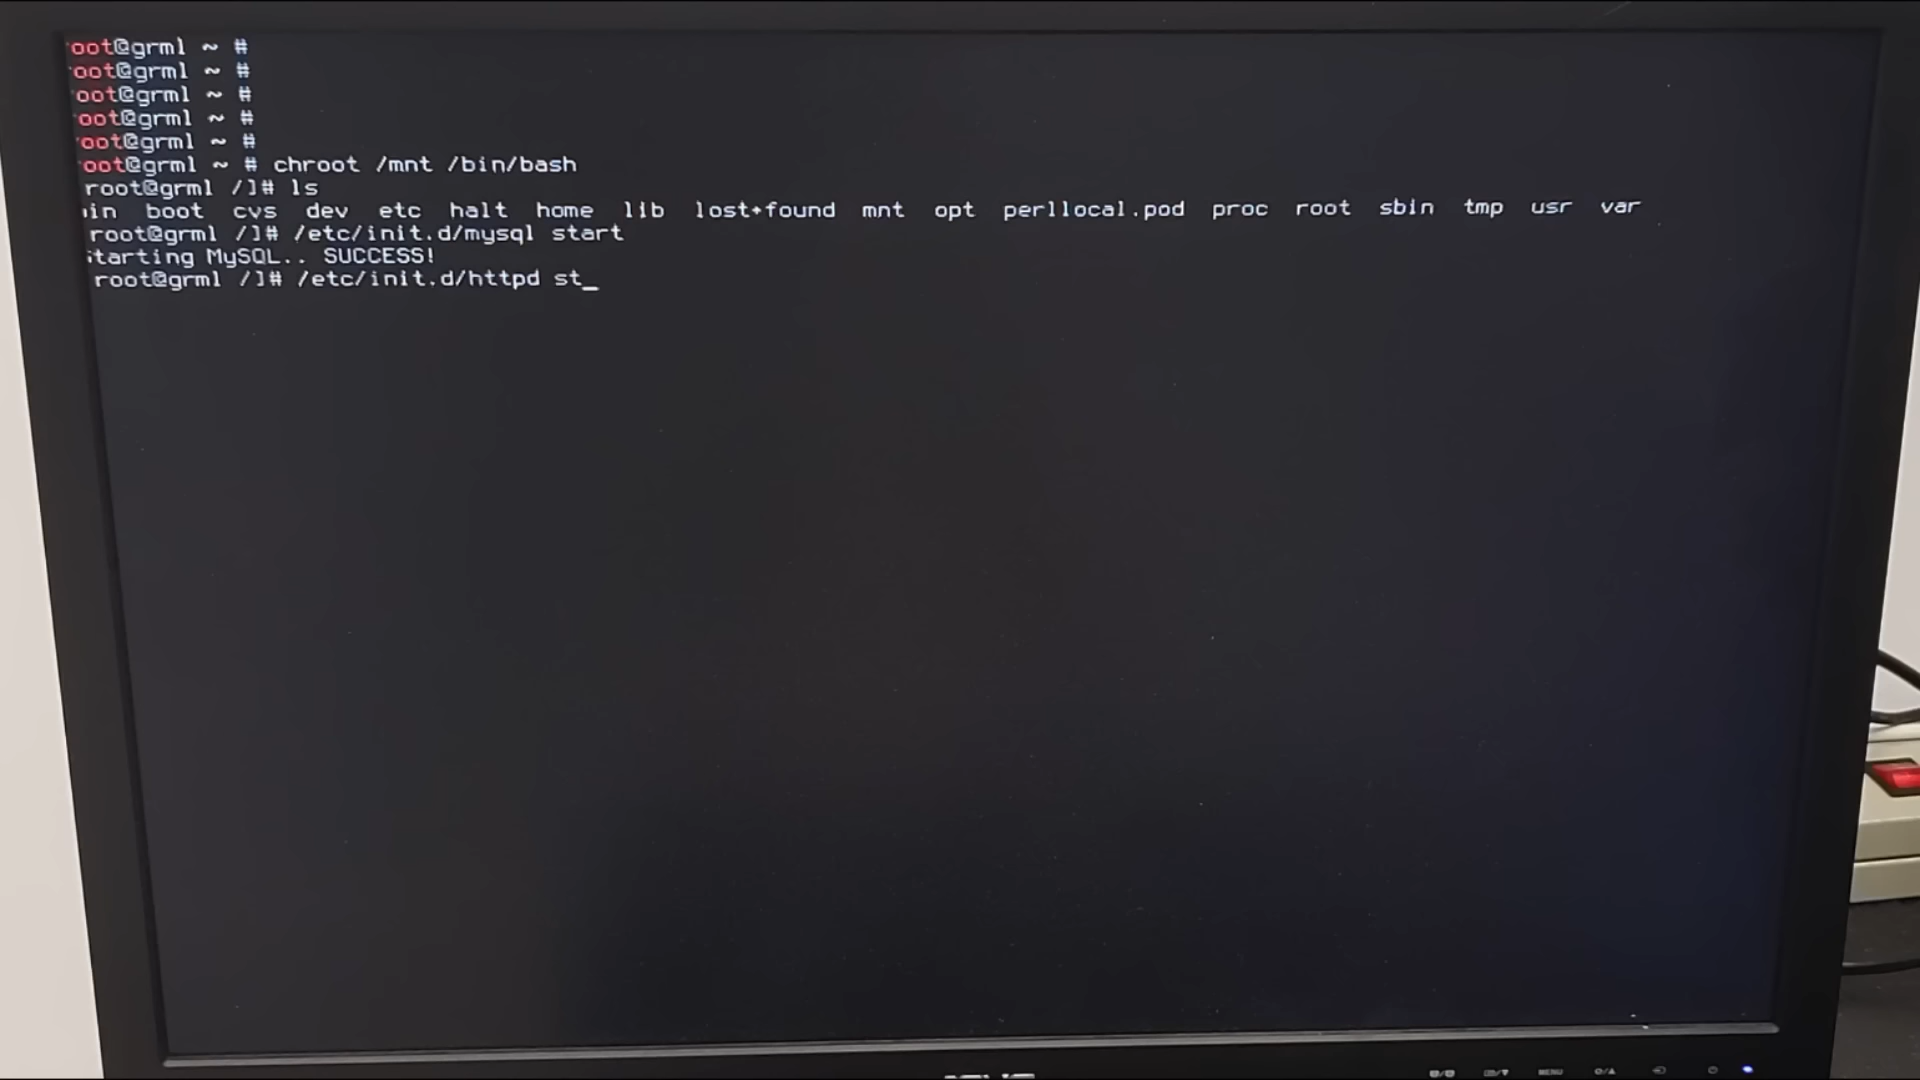 root@grml ~ #
root@grml ~ #
root@grml ~ #
root@grml ~ #
root@grml ~ #
root@grml ~ # chroot /mnt /bin/bash
root@grml /]# ls
bin boot cvs dev etc halt home lib lost+found mnt opt perllocal.pod proc root sbin tmp usr var
root@grml /]# /etc/init.d/mysql start
Starting MySQL.. SUCCESS!
root@grml /]# /etc/init.d/httpd st_
MENU